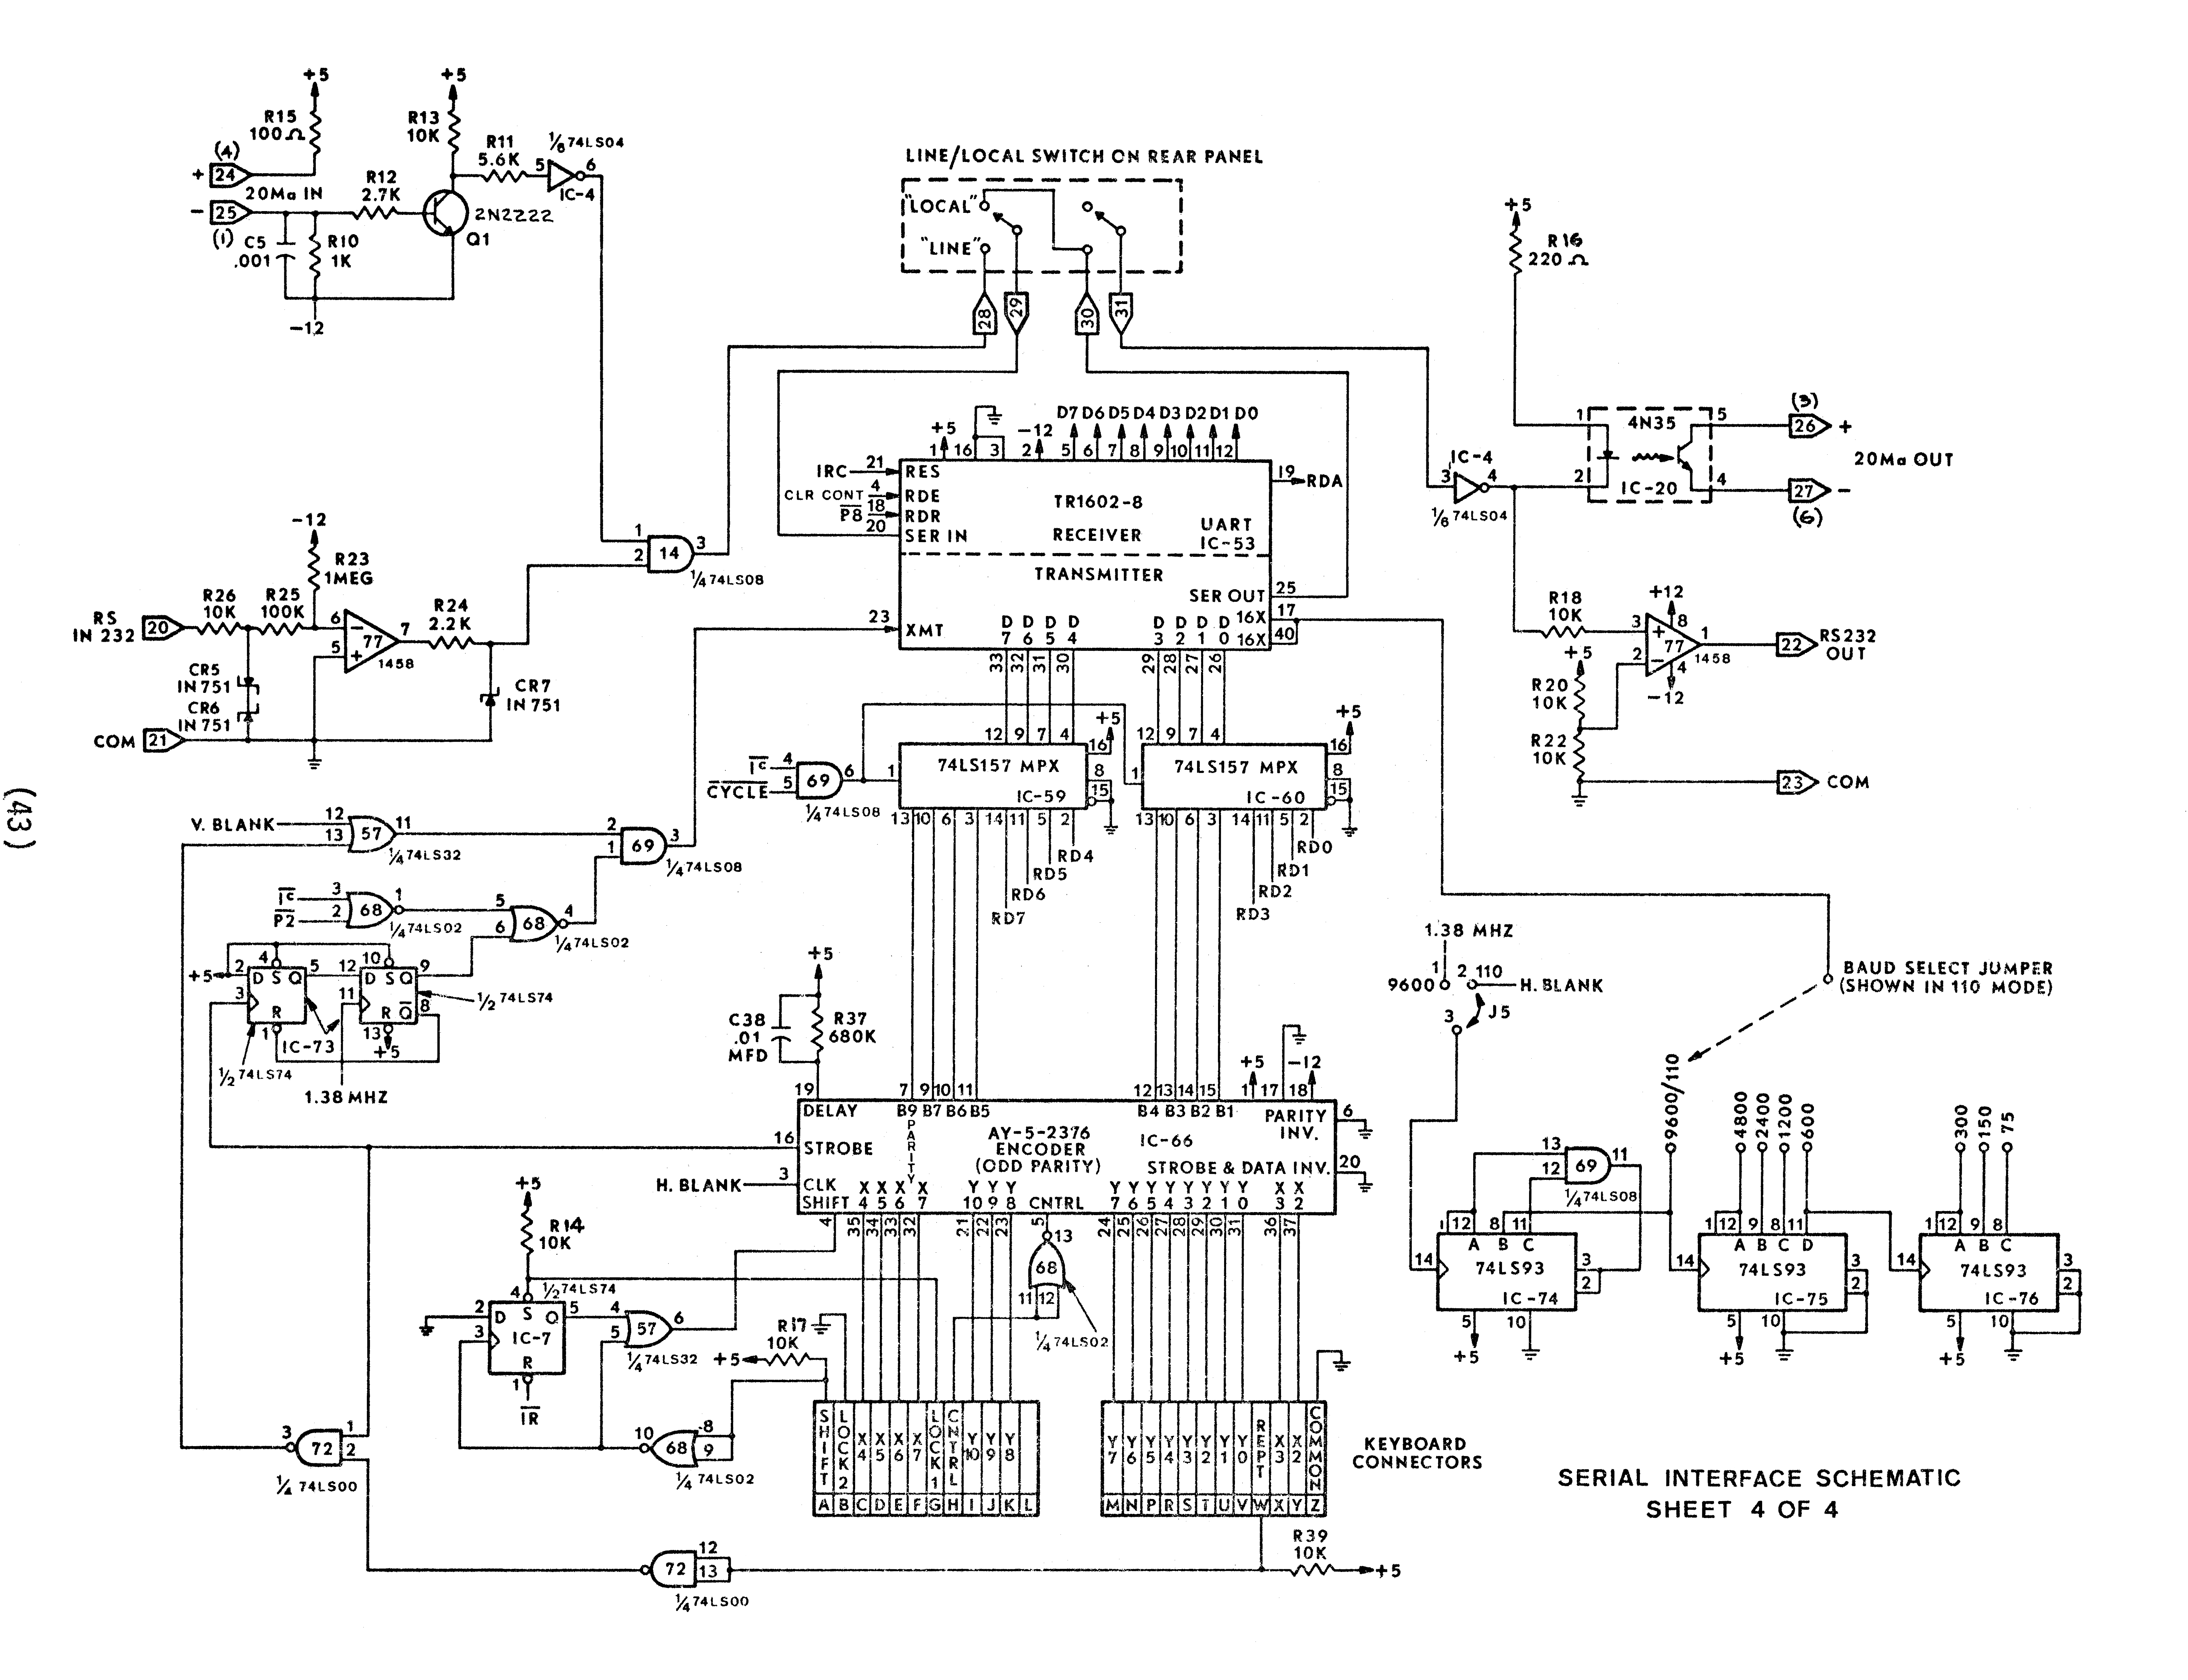 +5
R15
100Ω
(4)
+ 24
20Ma IN
- 25
(1)
C5
.001
R10
1K
-12
R12
2.7K
+5
R13
10K
R11
5.6K
5
6
1/6 74LS04
IC-4
2N2222
Q1
LINE/LOCAL SWITCH ON REAR PANEL
"LOCAL"
"LINE"
28
29
30
31
+5
R16
220 Ω
1
2
4N35
IC-20
5
4
(3)
26 +
20Ma OUT
27 -
(6)
IC-4
3
4
1/6 74LS04
D7 D6 D5 D4 D3 D2 D1 D0
+5
-12
1
16
3
2
5
6
7
8
9
10
11
12
IRC 21 RES
CLR CONT 4 RDE
P8 18 RDR
20 SER IN
TR1602-8
RECEIVER
UART
IC-53
19 RDA
TRANSMITTER
SER OUT 25
16X 17
16X 40
23 XMT
D D D D
7 6 5 4
D D D D
3 2 1 0
33
32
31
30
29
28
27
26
1
2
14
3
1/4 74LS08
-12
R23
1MEG
R26
10K
R25
100K
RS
IN 232
20
6
5
77
7
1458
R24
2.2K
CR5
IN751
CR6
IN751
CR7
IN751
COM 21
R18
10K
+12
8
3
2
77
1
1458
4
-12
+5
R20
10K
R22
10K
22
RS232
OUT
23 COM
12 9 7 4
+5
16
74LS157 MPX
IC-59
1
8
15
12 9 7 4
+5
16
74LS157 MPX
IC-60
1
8
15
Ic 4
CYCLE 5
69
6
1/4 74LS08
13 10 6 3 14 11 5 2
RD4
RD5
RD6
RD7
13 10 6 3 14 11 5 2
RD0
RD1
RD2
RD3
V. BLANK
12
13
57
11
1/4 74LS32
2
1
69
3
1/4 74LS08
Ic
P2
3
2
68
1
1/4 74LS02
5
6
68
4
1/4 74LS02
+5
2
4
D S Q
5
3
R
1
IC-73
12
10
D S Q
9
11
R Q
8
13
+5
1/2 74LS74
1/2 74LS74
1.38 MHZ
(43)
+5
C38
.01
MFD
R37
680K
1.38 MHZ
1
2
110
9600
H. BLANK
3
J5
BAUD SELECT JUMPER
(SHOWN IN 110 MODE)
19
7 9 10 11
12 13 14 15
+5
1
17
-12
18
DELAY
B9 B7 B6 B5
PARITY
B4 B3 B2 B1
PARITY
INV.
6
AY-5-2376
ENCODER
(ODD PARITY)
IC-66
16 STROBE
STROBE & DATA INV.
20
H. BLANK
3 CLK
SHIFT
X X X X
4 5 6 7
Y Y Y
10 9 8
CNTRL
Y Y Y Y Y Y Y Y
7 6 5 4 3 2 1 0
X X
3 2
4
35
34
33
32
21
22
23
5
24
25
26
27
28
29
30
31
36
37
13
68
11 12
1/4 74LS02
+5
R14
10K
4
1/2 74LS74
2
D S Q
5
3
IC-7
R
1
IR
4
5
57
6
1/4 74LS32
10
68
8
9
1/4 74LS02
R17
10K
+5
SHIFT
LOCK 2
X4
X5
X6
X7
LOCK 1
CNTRL
Y10
Y9
Y8
A B C D E F G H I J K L
Y7
Y6
Y5
Y4
Y3
Y2
Y1
Y0
REPT
X3
X2
COMMON
M N P R S T U V W X Y Z
KEYBOARD
CONNECTORS
R39
10K
+5
3
72
1
2
1/4 74LS00
72
12
13
1/4 74LS00
9600/110
4800
2400
1200
600
300
150
75
13
12
69
11
1/4 74LS08
1 12 8 11
A B C
14
74LS93
IC-74
3
2
5
10
+5
1 12 9 8 11
A B C D
14
74LS93
IC-75
3
2
5
10
+5
1 12 9 8
A B C
14
74LS93
IC-76
3
2
5
10
+5
SERIAL INTERFACE SCHEMATIC
SHEET 4 OF 4